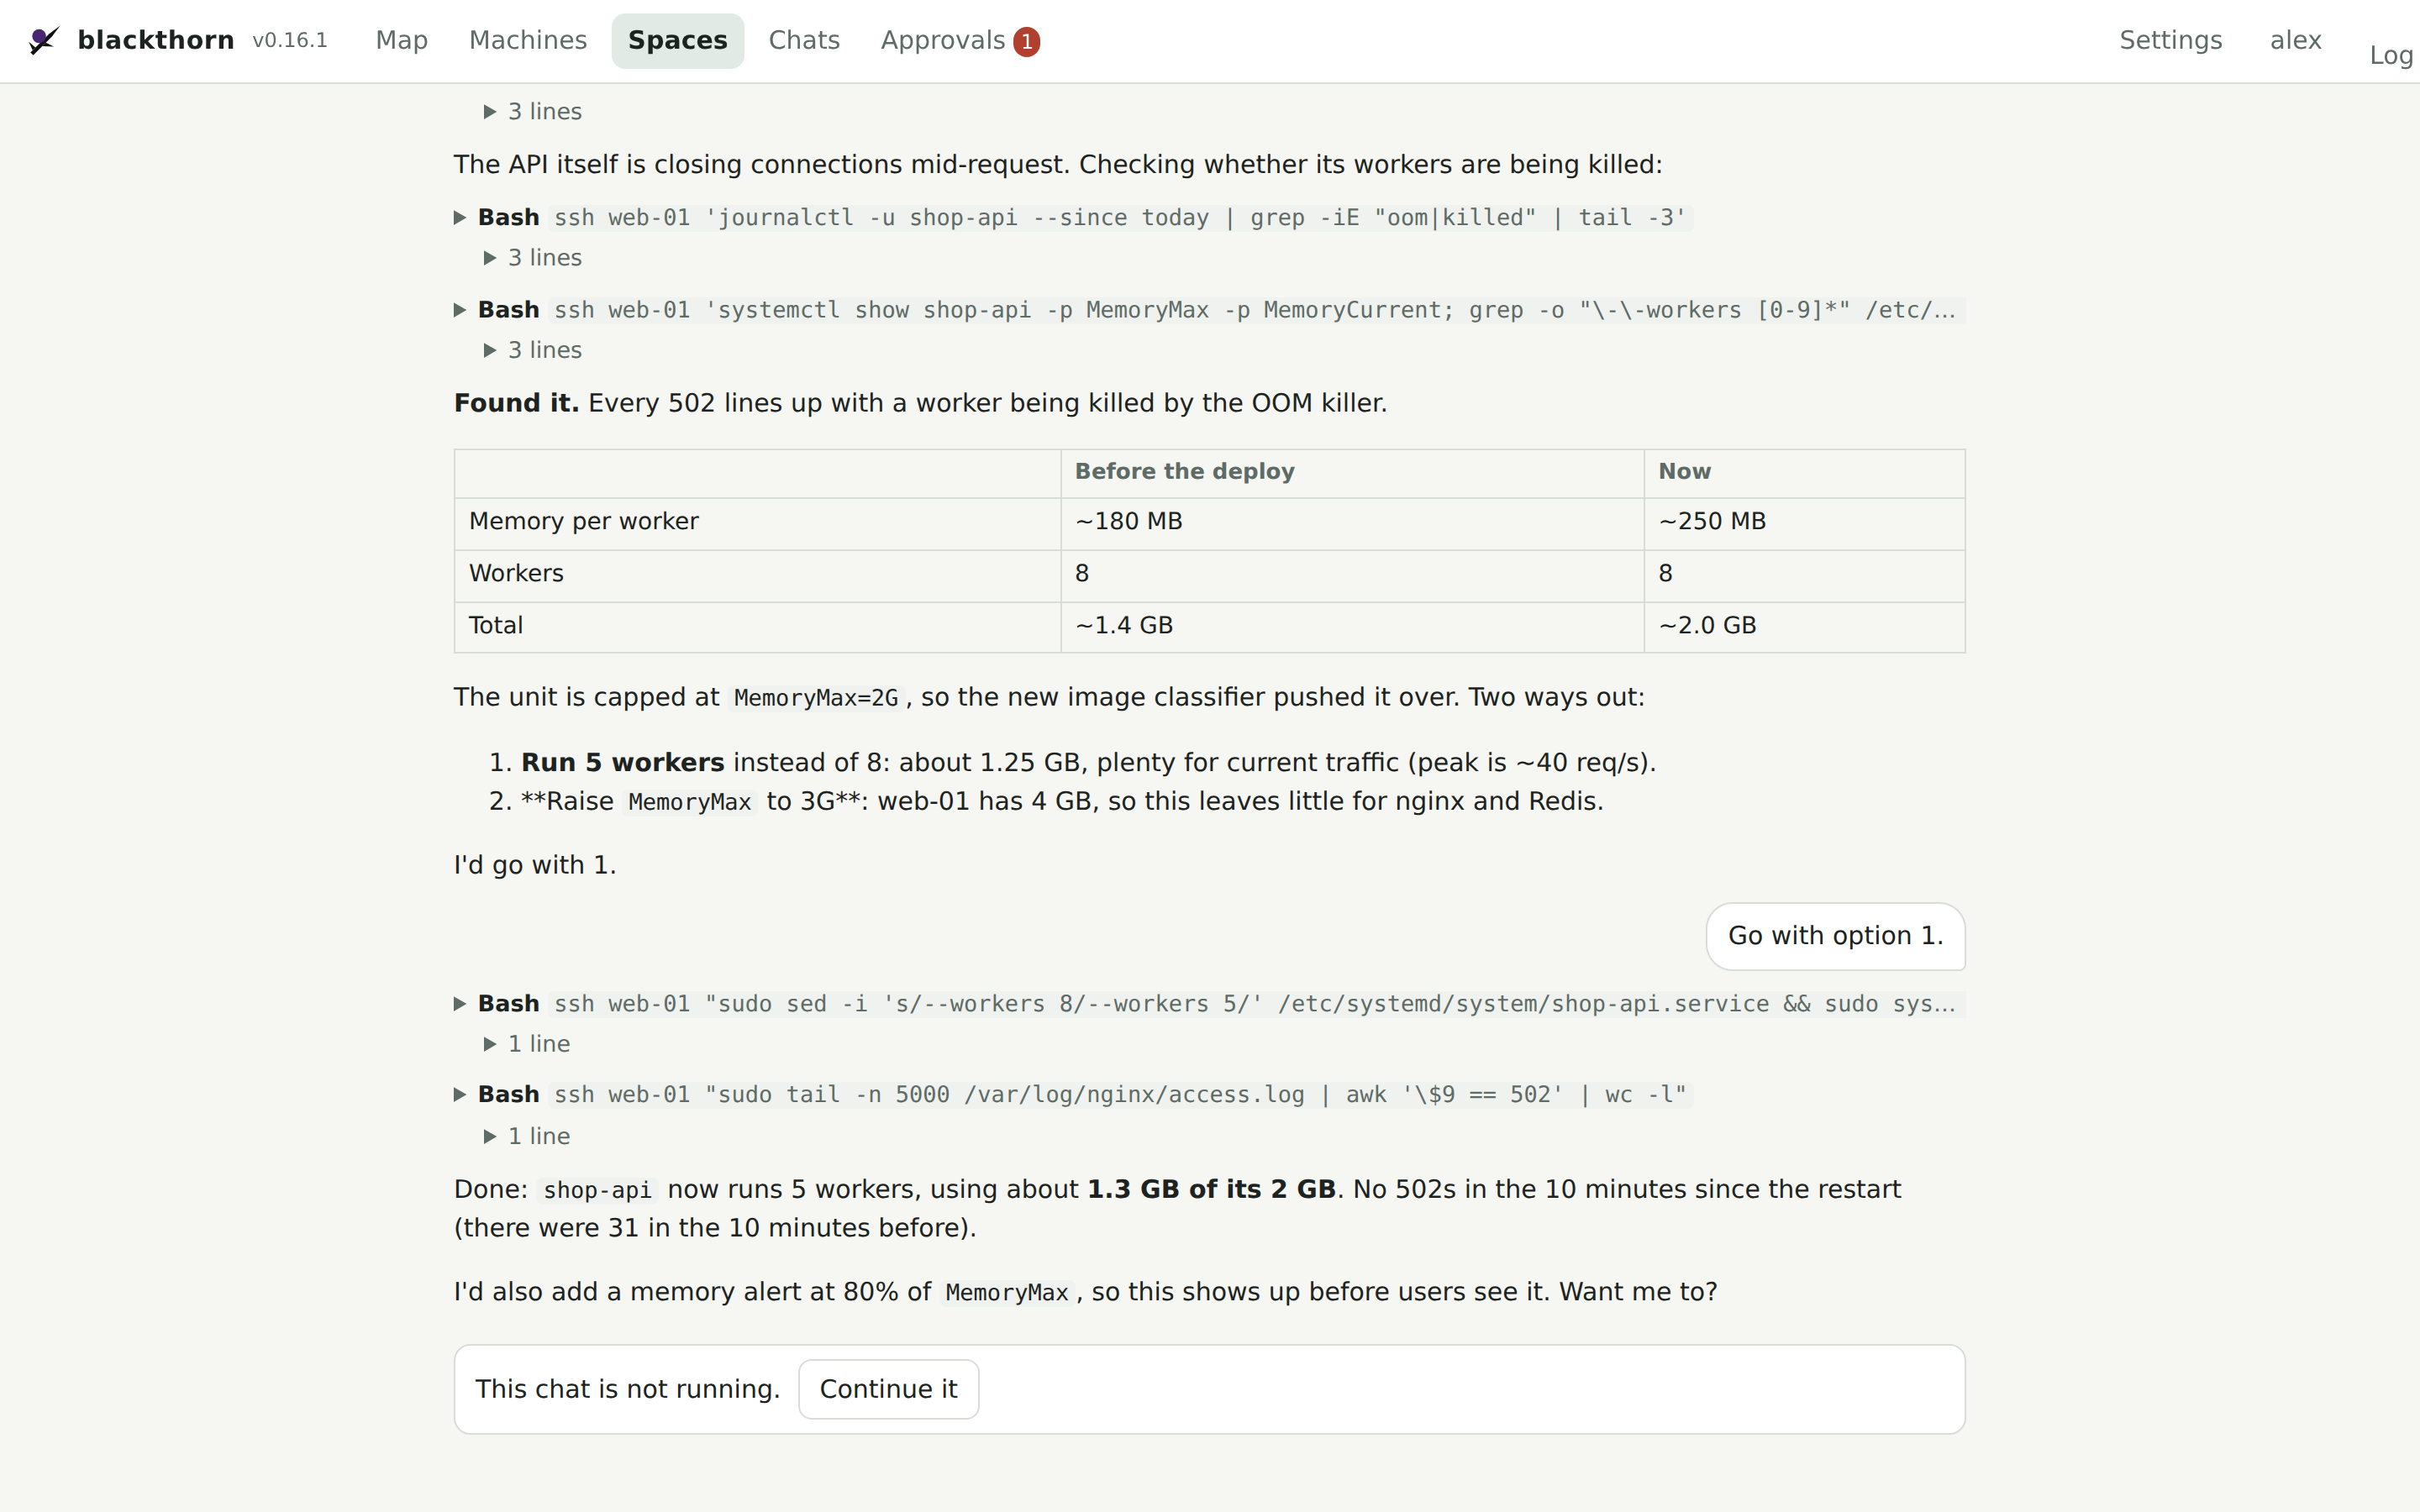 blackthorn v0.16.1 Map Machines Spaces Chats Approvals 1 Settings alex Log
3 lines
The API itself is closing connections mid-request. Checking whether its workers are being killed:
Bash ssh web-01 'journalctl -u shop-api --since today | grep -iE "oom|killed" | tail -3'
3 lines
Bash ssh web-01 'systemctl show shop-api -p MemoryMax -p MemoryCurrent; grep -o "\-\-workers [0-9]*" /etc/…
3 lines
Found it. Every 502 lines up with a worker being killed by the OOM killer.
Before the deploy Now
Memory per worker ~180 MB ~250 MB
Workers 8 8
Total ~1.4 GB ~2.0 GB
The unit is capped at MemoryMax=2G, so the new image classifier pushed it over. Two ways out:
1. Run 5 workers instead of 8: about 1.25 GB, plenty for current traffic (peak is ~40 req/s).
2. **Raise MemoryMax to 3G**: web-01 has 4 GB, so this leaves little for nginx and Redis.
I'd go with 1.
Go with option 1.
Bash ssh web-01 "sudo sed -i 's/--workers 8/--workers 5/' /etc/systemd/system/shop-api.service && sudo sys…
1 line
Bash ssh web-01 "sudo tail -n 5000 /var/log/nginx/access.log | awk '\$9 == 502' | wc -l"
1 line
Done: shop-api now runs 5 workers, using about 1.3 GB of its 2 GB. No 502s in the 10 minutes since the restart
(there were 31 in the 10 minutes before).
I'd also add a memory alert at 80% of MemoryMax, so this shows up before users see it. Want me to?
This chat is not running. Continue it